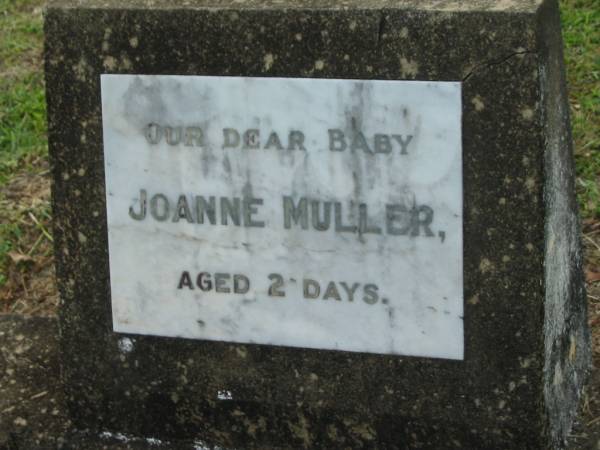 OUR DEAR BABY
JOANNE MULLER,
AGED 2 DAYS.